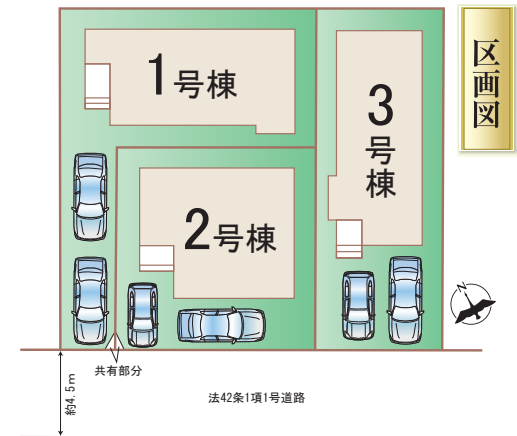 区画図
1号棟
3号棟
2号棟
N
共有部分
約4.5m
法42条1項1号道路